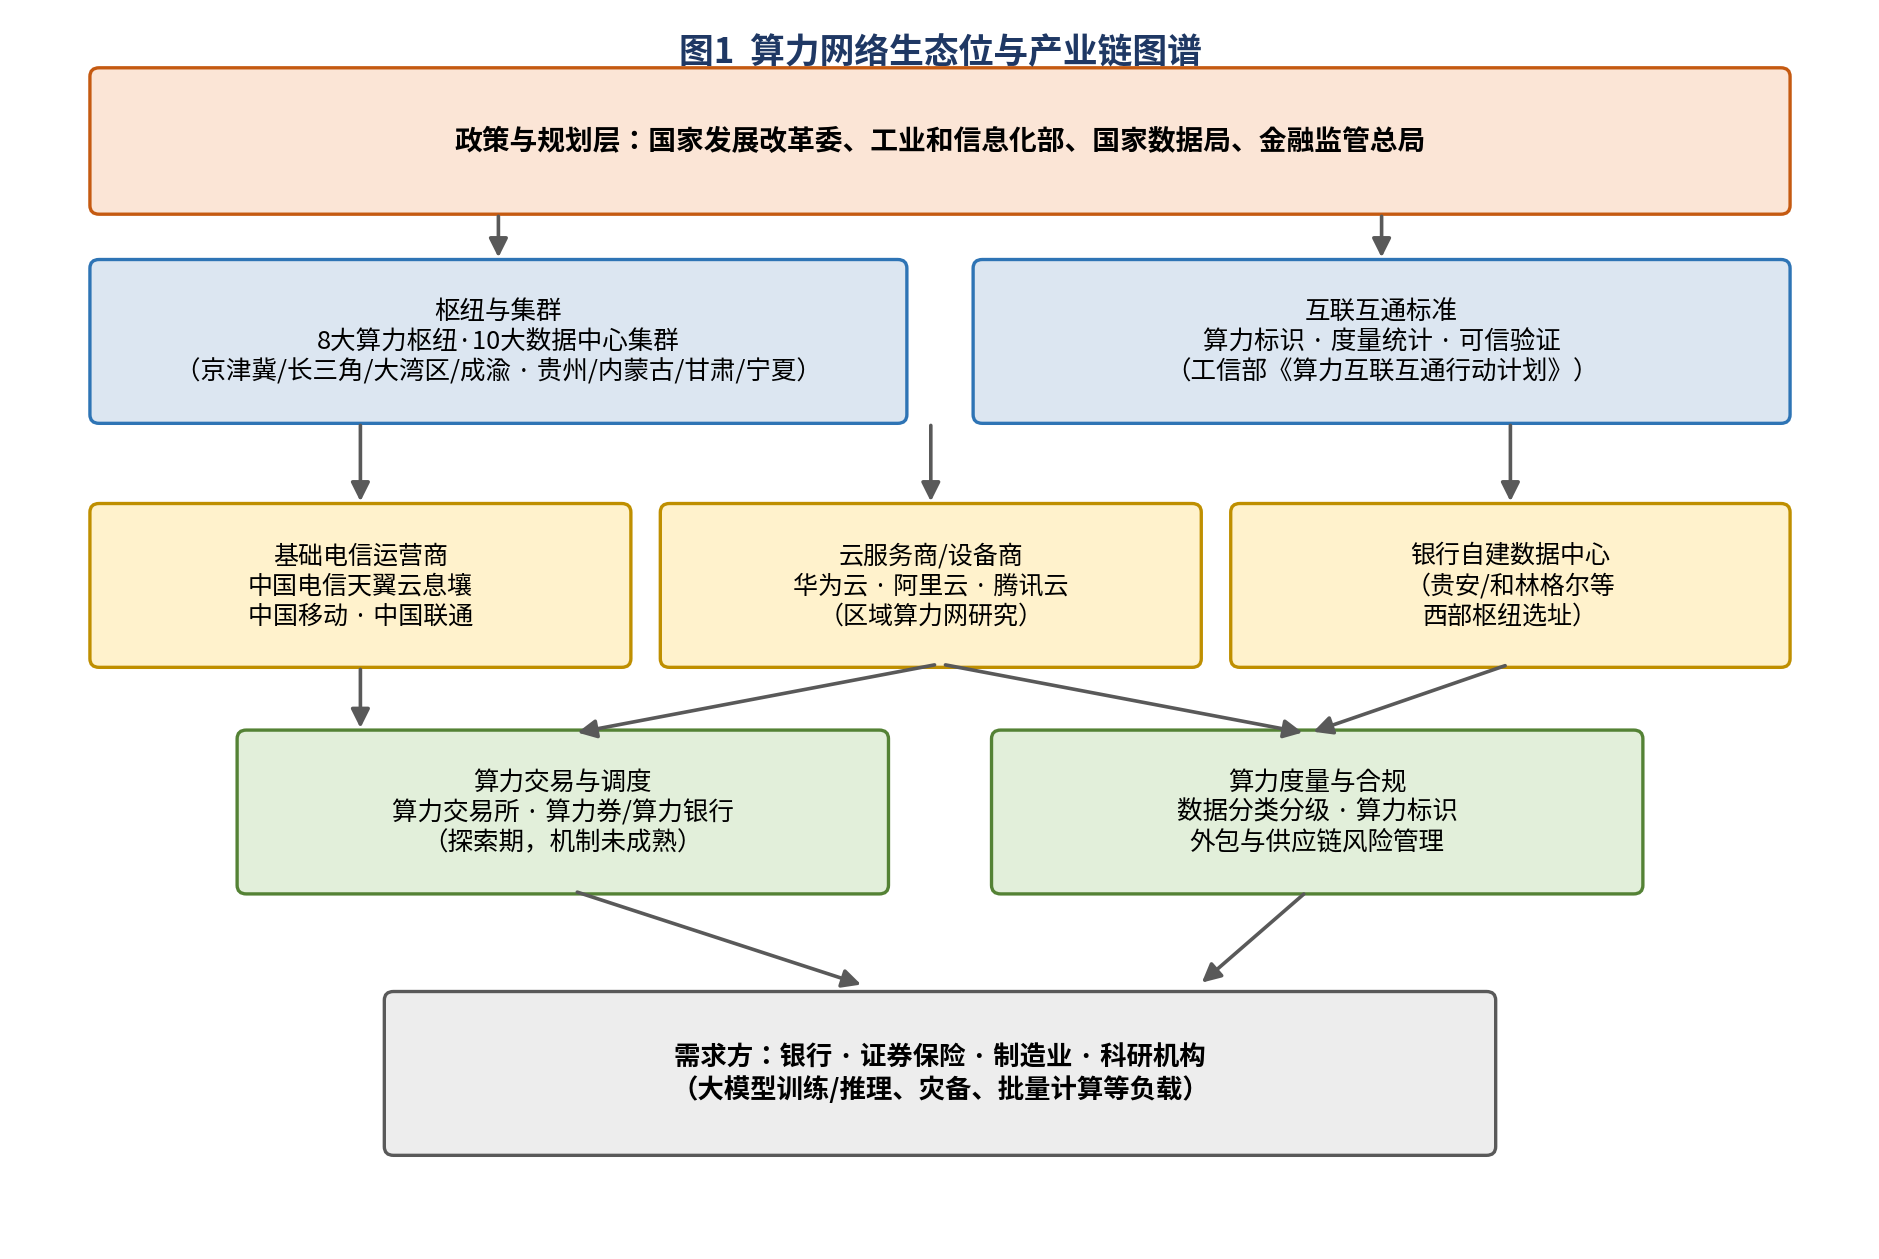 图1 算力网络生态位与产业链图谱
政策与规划层：国家发展改革委、工业和信息化部、国家数据局、金融监管总局
枢纽与集群
8大算力枢纽·10大数据中心集群
（京津冀/长三角/大湾区/成渝 · 贵州/内蒙古/甘肃/宁夏）
互联互通标准
算力标识 · 度量统计 · 可信验证
（工信部《算力互联互通行动计划》）
基础电信运营商
中国电信天翼云息壤
中国移动 · 中国联通
云服务商/设备商
华为云 · 阿里云 · 腾讯云
（区域算力网研究）
银行自建数据中心
（贵安/和林格尔等
西部枢纽选址）
算力交易与调度
算力交易所 · 算力券/算力银行
（探索期，机制未成熟）
算力度量与合规
数据分类分级 · 算力标识
外包与供应链风险管理
需求方：银行 · 证券保险 · 制造业 · 科研机构
（大模型训练/推理、灾备、批量计算等负载）